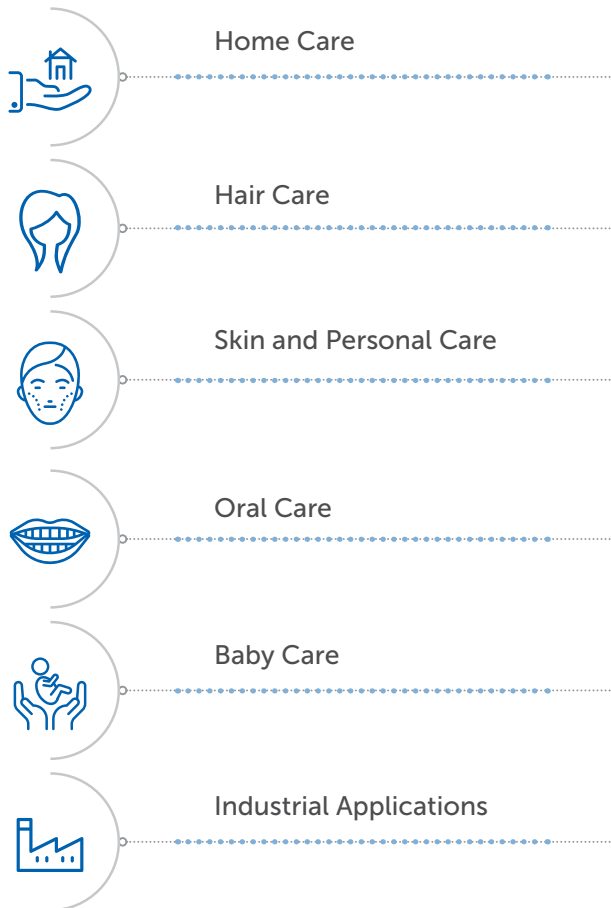 Home Care
Hair Care
Skin and Personal Care
Oral Care
Baby Care
Industrial Applications